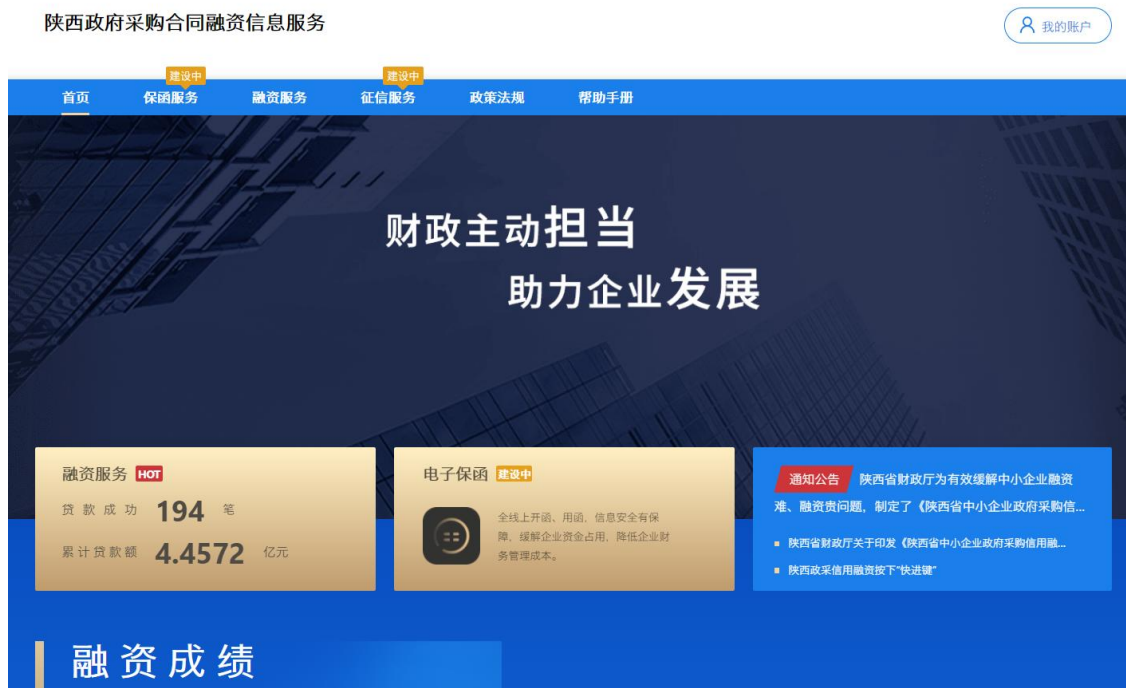 陕西政府采购合同融资信息服务
我的账户
建设中
建设中
首页 保函服务 融资服务 征信服务 政策法规 帮助手册
财政主动担当
助力企业发展
融资服务 HOT
贷款成功 194 笔
累计贷款额 4.4572 亿元
电子保函 建设中
全线上开函、用函，信息安全有保
障，缓解企业资金占用，降低企业财
务管理成本。
通知公告 陕西省财政厅为有效缓解中小企业融资
难、融资贵问题，制定了《陕西省中小企业政府采购信...
陕西省财政厅关于印发《陕西省中小企业政府采购信用融...
陕西政采信用融资按下“快进键”
融资成绩